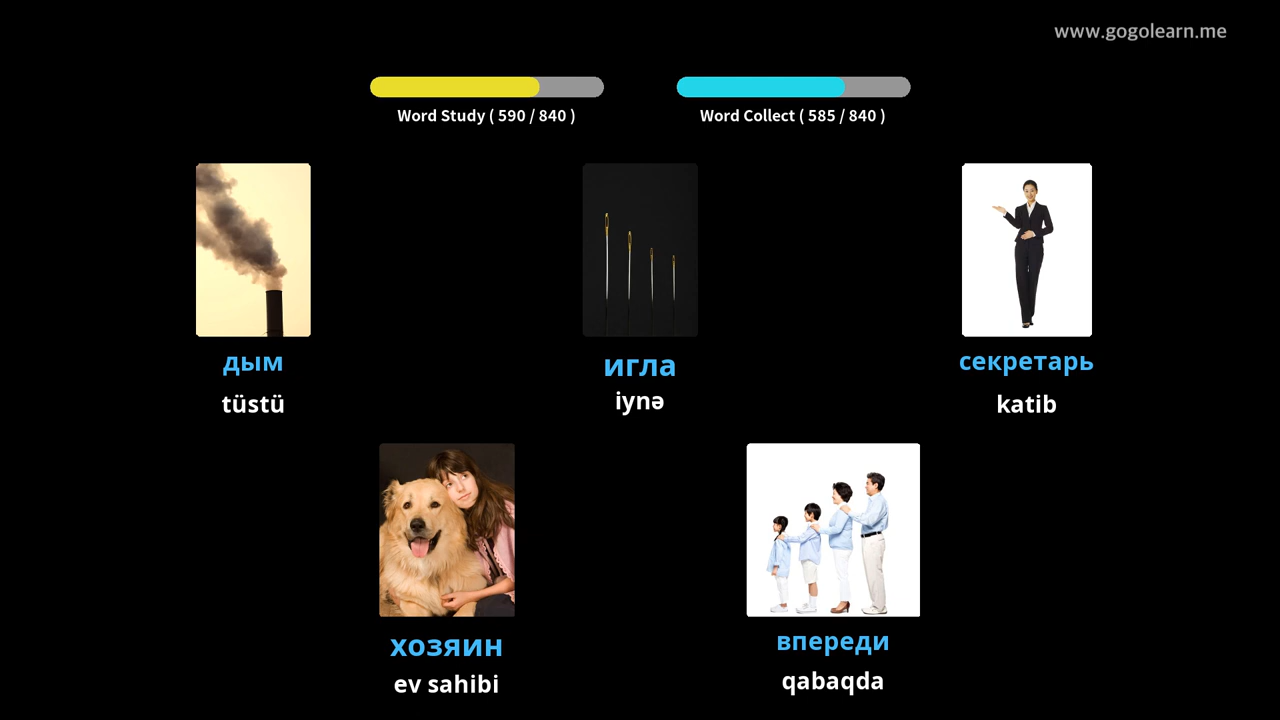 www.gogolearn.me
Word Study ( 590 / 840 )
Word Collect ( 585 / 840 )
дым
tüstü
игла
iynə
секретарь
katib
хозяин
ev sahibi
впереди
qabaqda